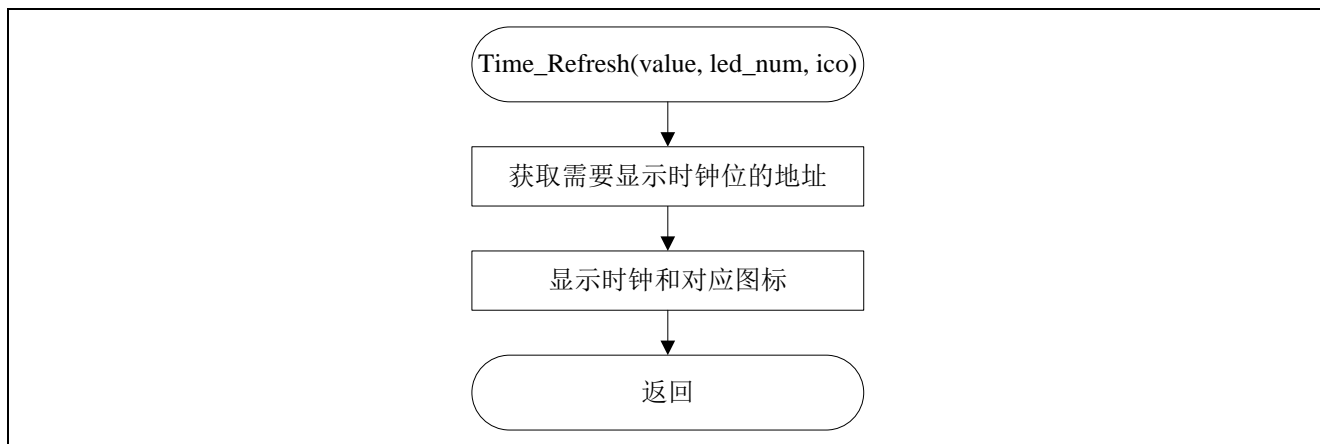 Time_Refresh(value, led_num, ico)
获取需要显示时钟位的地址
显示时钟和对应图标
返回